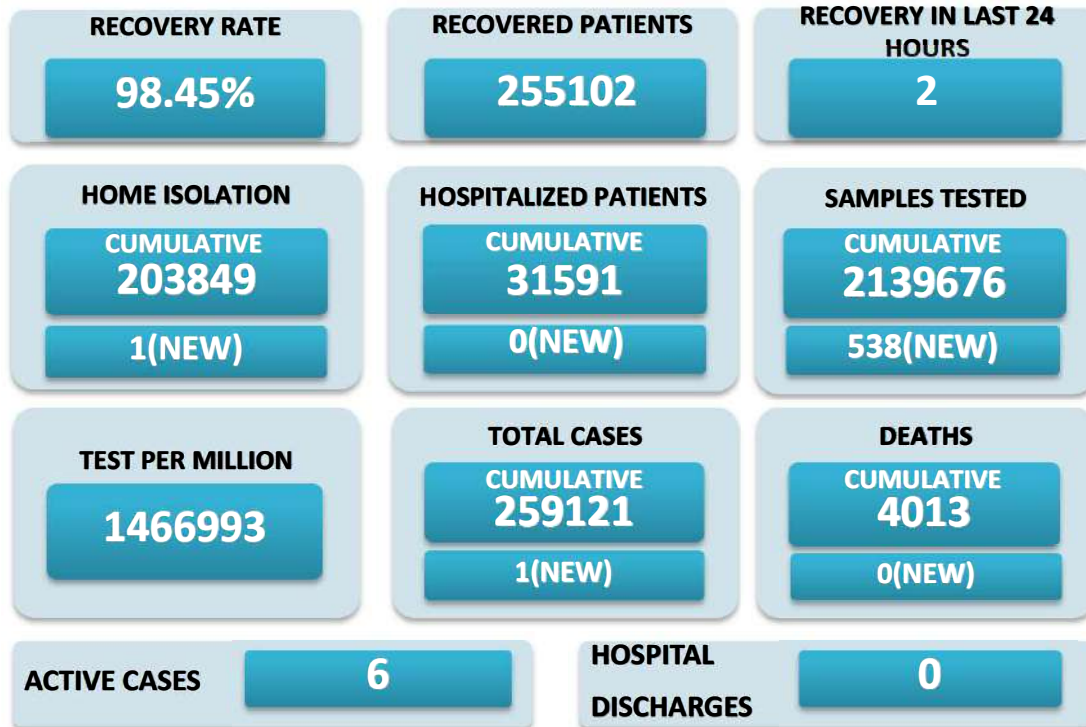 RECOVERY RATE
98.45%
RECOVERED PATIENTS
255102
RECOVERY IN LAST 24
HOURS
2
HOME ISOLATION
CUMULATIVE
203849
1(NEW)
HOSPITALIZED PATIENTS
CUMULATIVE
31591
0(NEW)
SAMPLES TESTED
CUMULATIVE
2139676
538(NEW)
TEST PER MILLION
1466993
TOTAL CASES
CUMULATIVE
259121
1(NEW)
DEATHS
CUMULATIVE
4013
0(NEW)
ACTIVE CASES
6
HOSPITAL
DISCHARGES
0